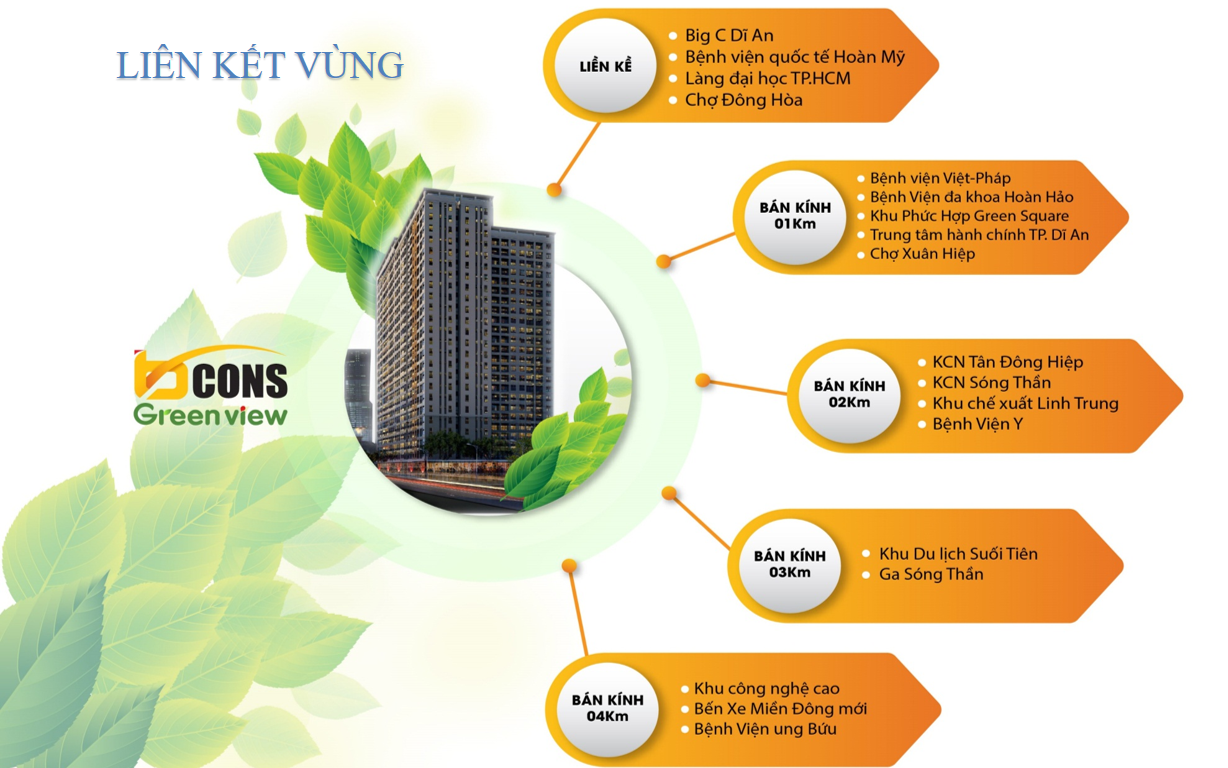 LIÊN KẾT VÙNG
LIỀN KỀ
Big C Dĩ An
Bệnh viện quốc tế Hoàn Mỹ
Làng đại học TP.HCM
Chợ Đông Hòa
BÁN KÍNH
01Km
Bệnh viện Việt-Pháp
Bệnh Viện đa khoa Hoàn Hảo
Khu Phức Hợp Green Square
Trung tâm hành chính TP. Dĩ An
Chợ Xuân Hiệp
bCONS
Green view
BÁN KÍNH
02Km
KCN Tân Đông Hiệp
KCN Sóng Thần
Khu chế xuất Linh Trung
Bệnh Viện Y
BÁN KÍNH
03Km
Khu Du lịch Suối Tiên
Ga Sóng Thần
BÁN KÍNH
04Km
Khu công nghệ cao
Bến Xe Miền Đông mới
Bệnh Viện ung Bứu